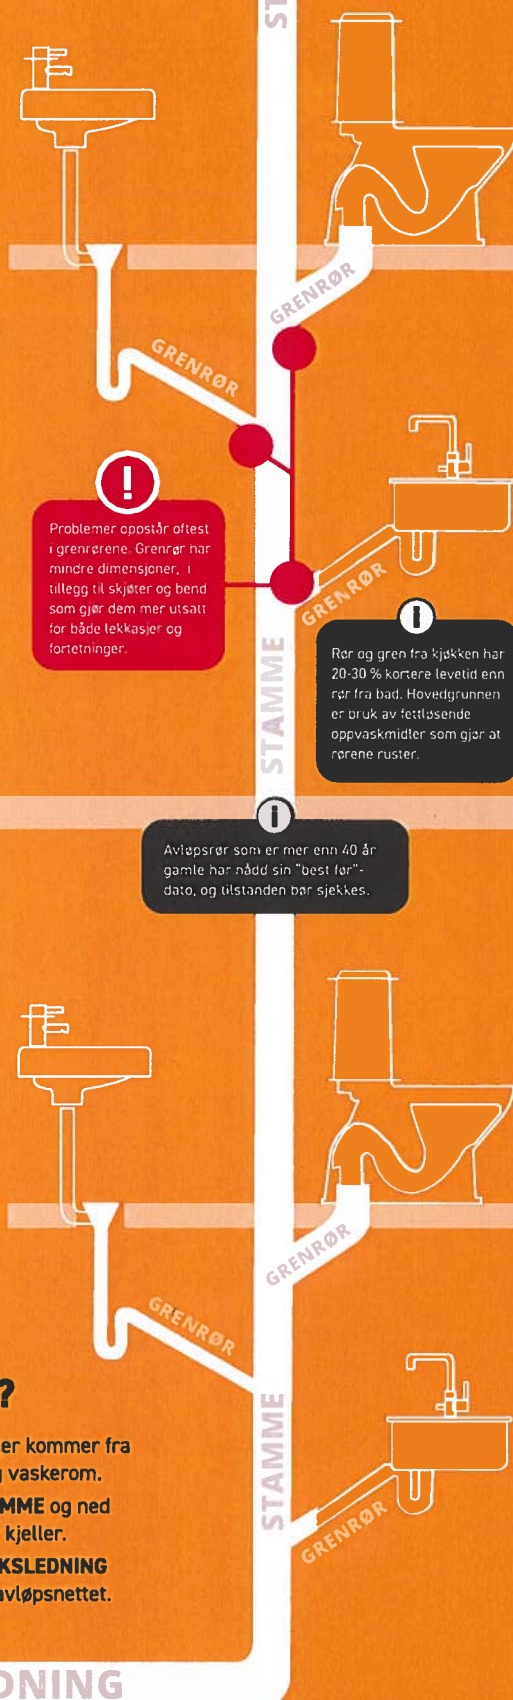 ST
GRENRØR
GRENRØR
Problemer oppstår oftest
i grenrørene. Grenrør har
mindre dimensjoner, i
tillegg til skjøter og bend
som gjør dem mer utsatt
for både lekkasjer og
fortetninger.
GRENRØR
Rør og gren fra kjøkken har
20-30 % kortere levetid enn
rør fra bad. Hovedgrunnen
er bruk av fettløsende
oppvaskmidler som gjør at
rørene ruster.
STAMME
Avløpsrør som er mer enn 40 år
gamle har nådd sin "best før"-
dato, og tilstanden bør sjekkes.
GRENRØR
GRENRØR
?
er kommer fra
g vaskerom.
MME og ned
kjeller.
KSLEDNING
avløpsnettet.
STAMME
GRENRØR
DNING